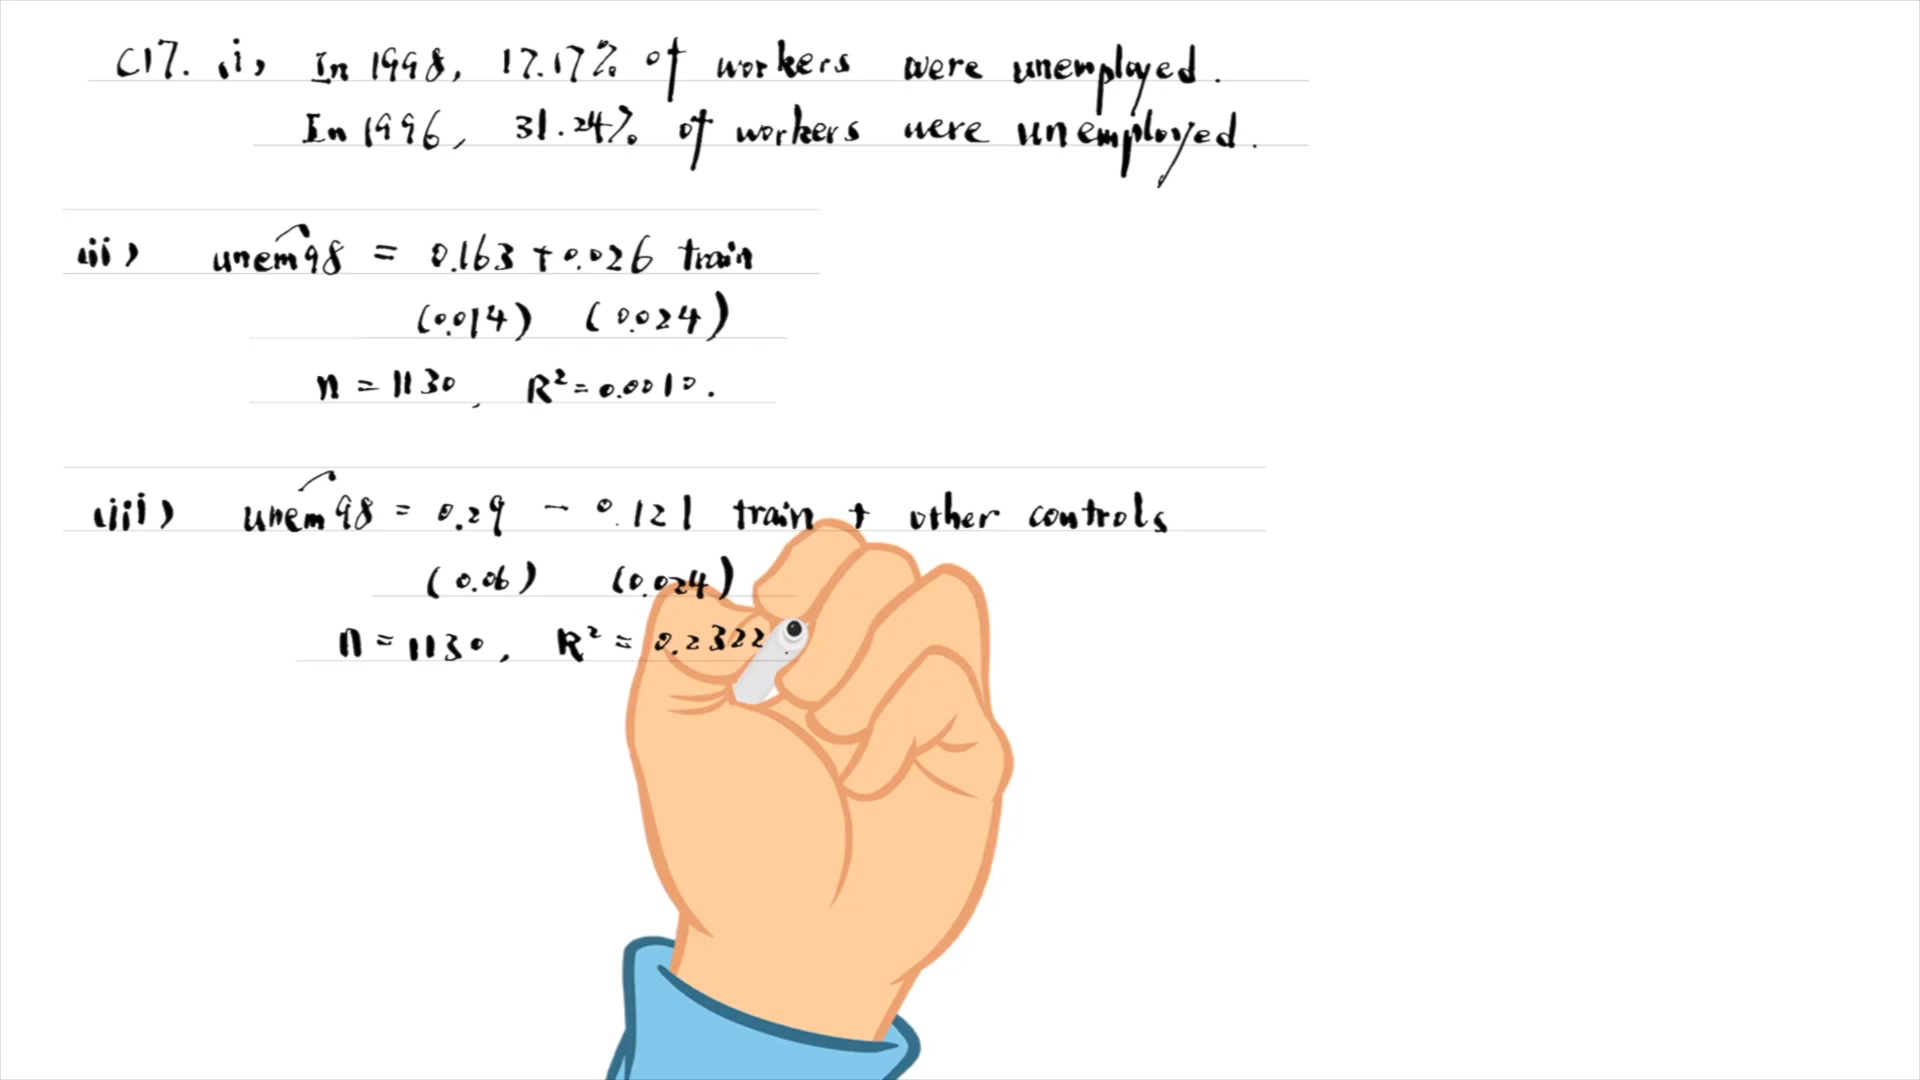 C17. (i) In 1998, 17.17% of workers were unemployed.
In 1996, 31.24% of workers were unemployed.
(ii) unem98 = 0.163 + 0.026 train
(0.014) (0.024)
n = 1130, R² = 0.0010.
(iii) unem98 = 0.29 - 0.121 train + other controls
(0.06) (0.024)
n = 1130, R² = 0.2322.